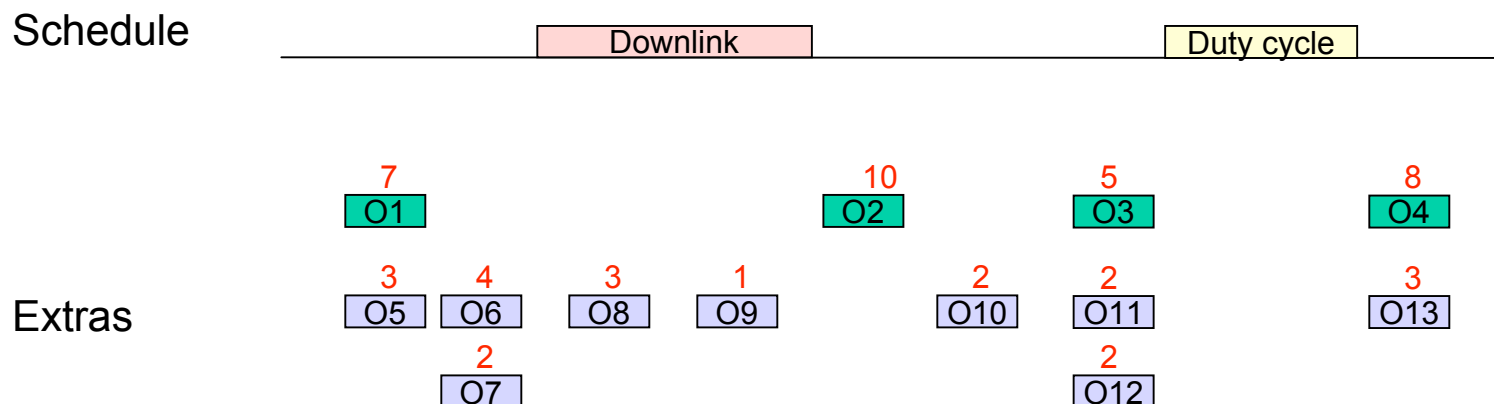 Schedule
Downlink Duty cycle
7 10 5 8
O1 O2 O3 O4
3 4 3 1 2 2 3
Extras O5 O6 O8 O9 O10 O11 O13
2 2
O7 O12